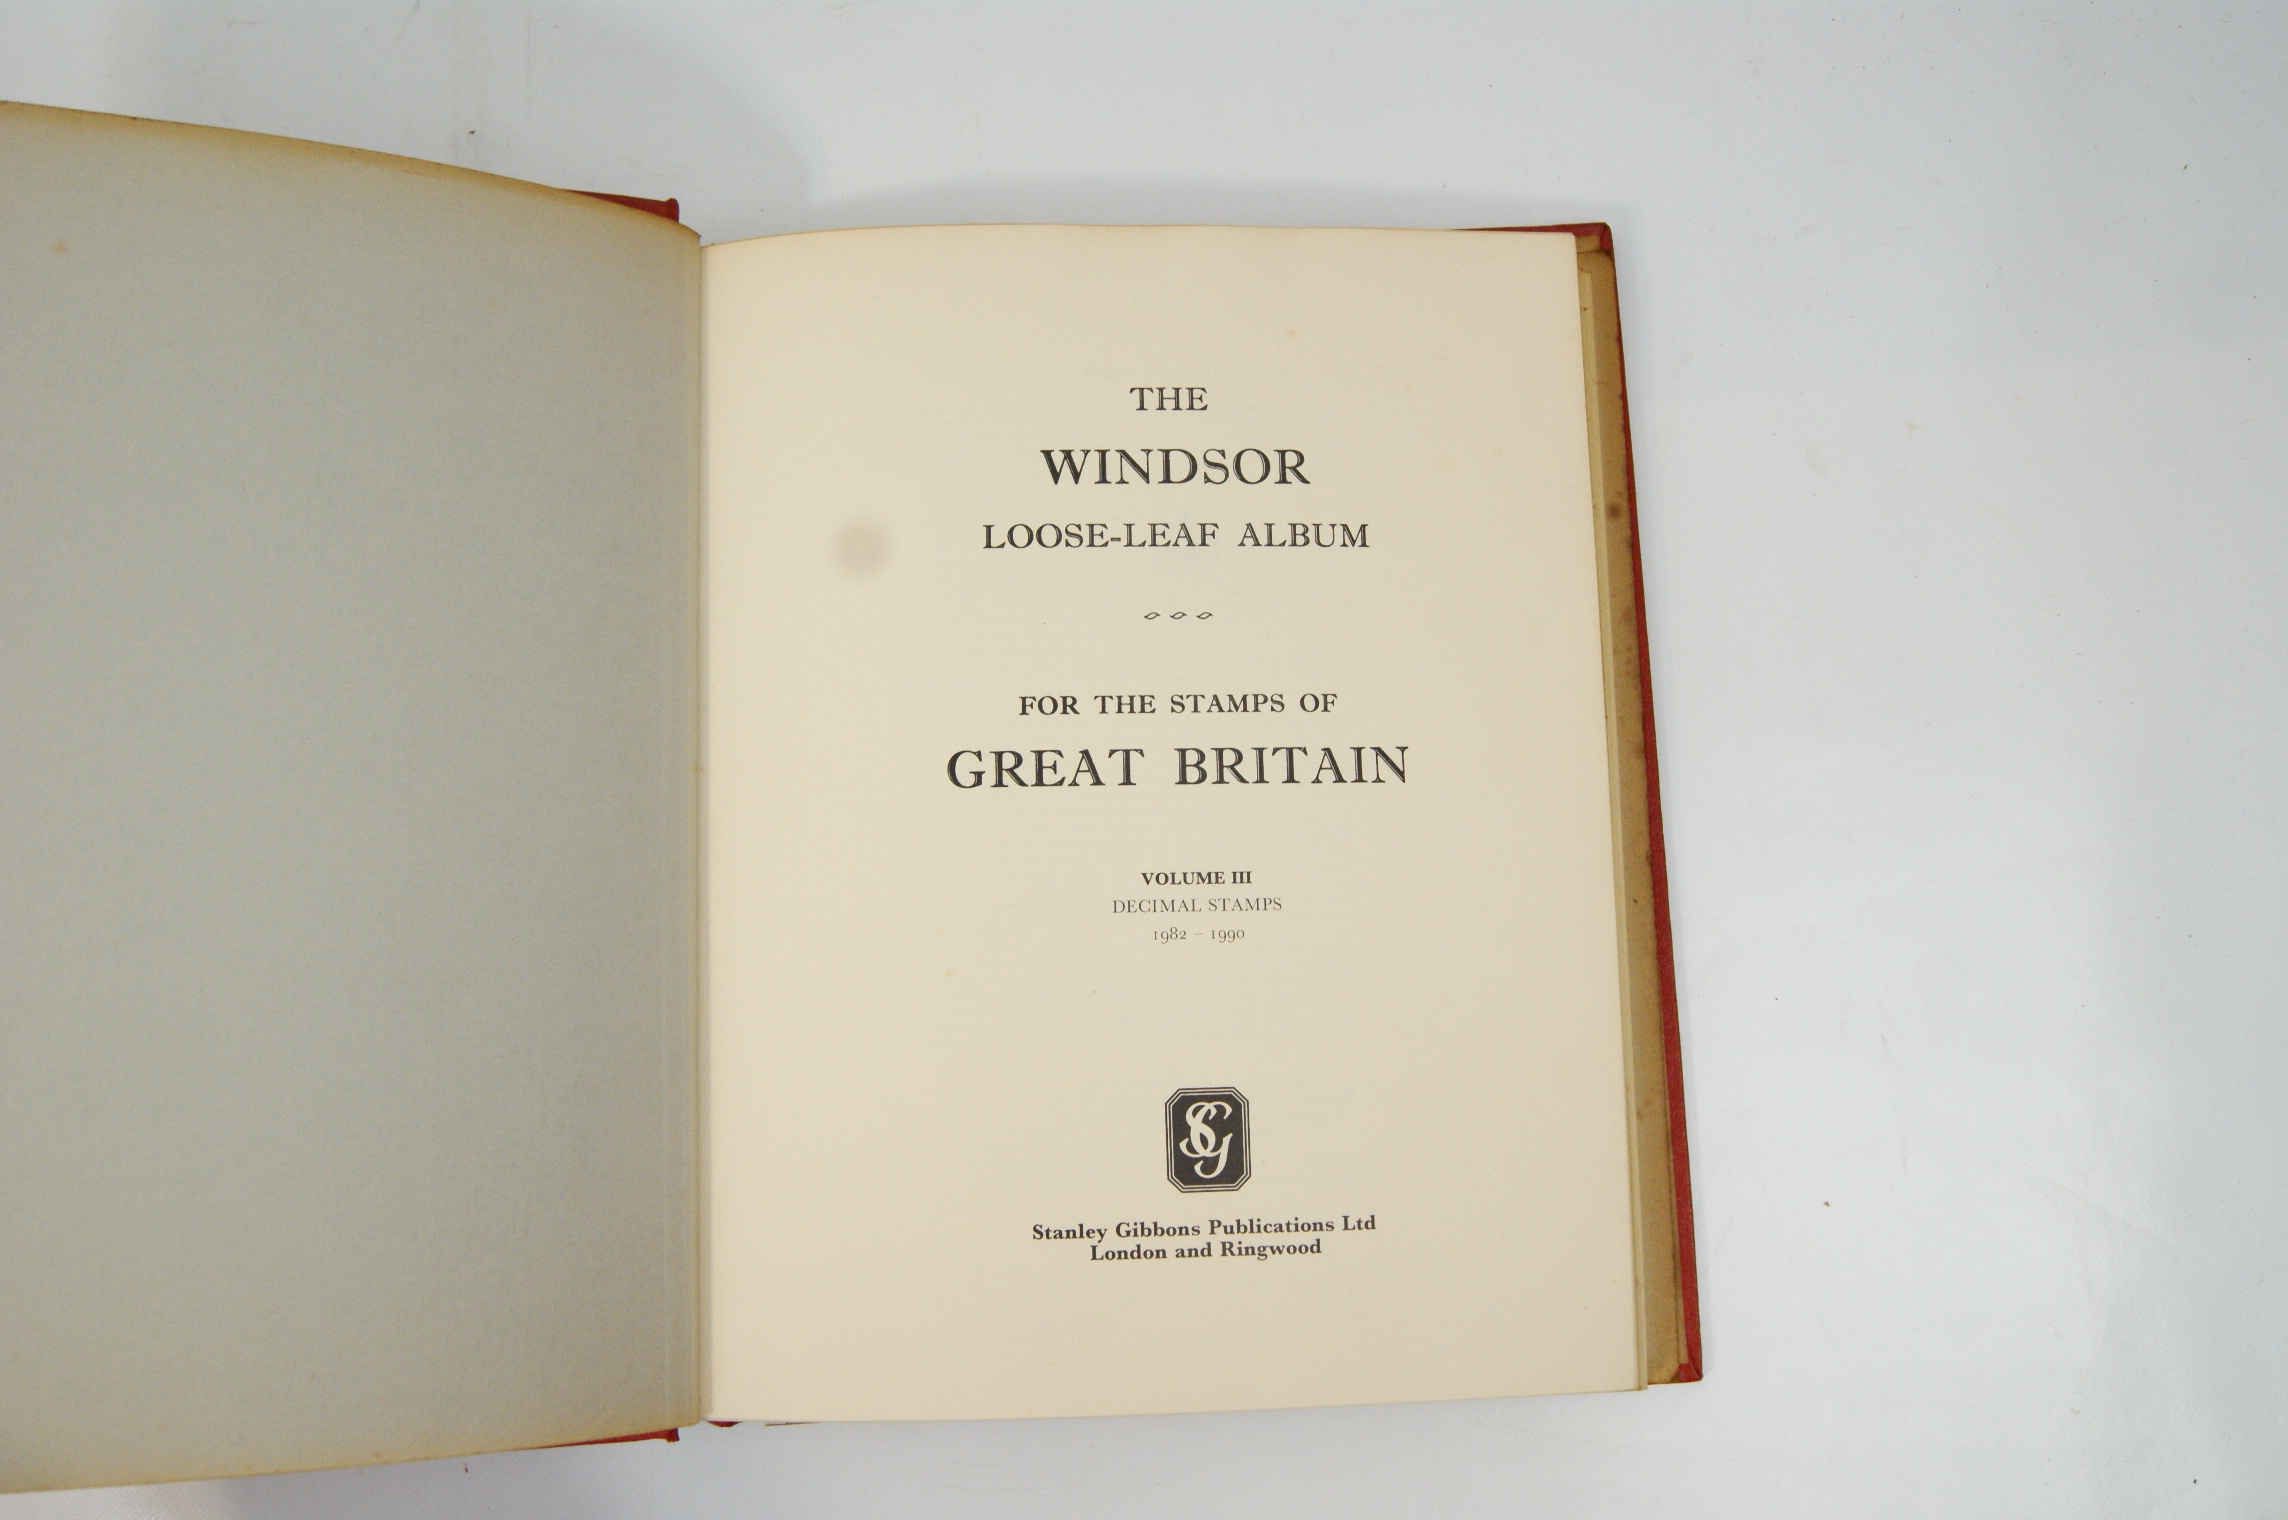 THE
WINDSOR
LOOSE-LEAF ALBUM
FOR THE STAMPS OF
GREAT BRITAIN
VOLUME III
DECIMAL STAMPS
1982 – 1990
SG
Stanley Gibbons Publications Ltd
London and Ringwood